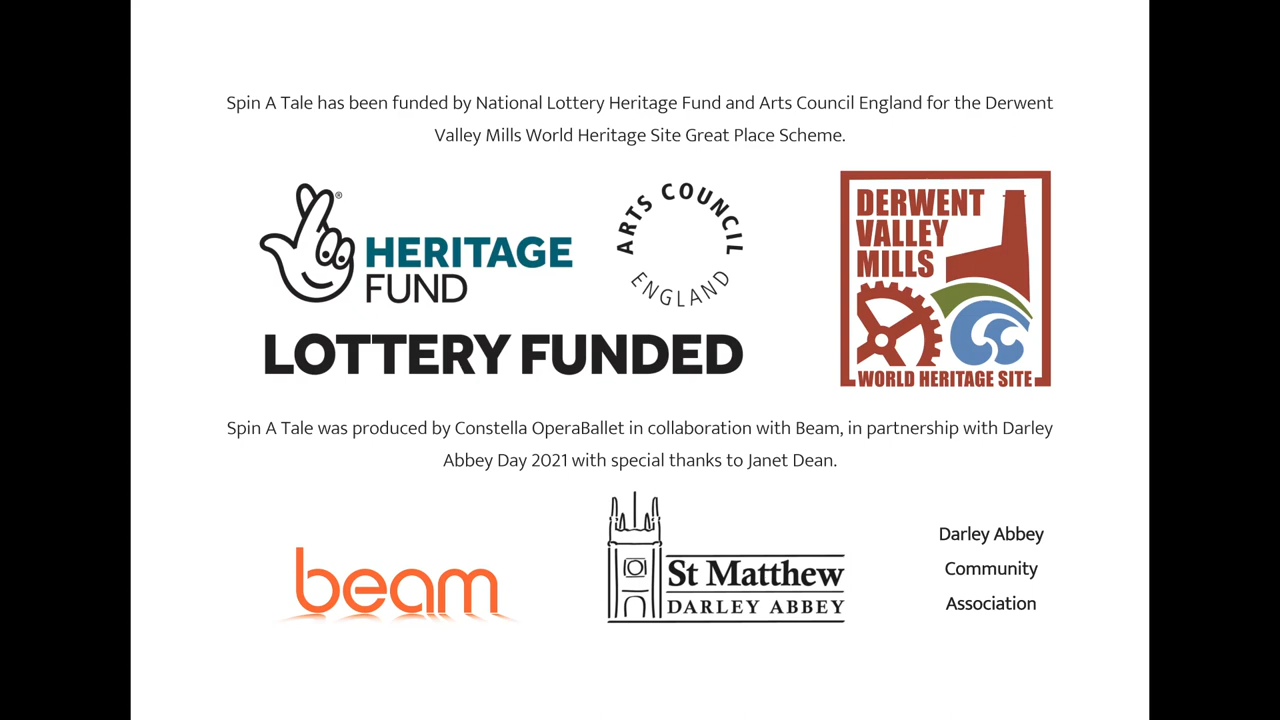 Spin A Tale has been funded by National Lottery Heritage Fund and Arts Council England for the Derwent
Valley Mills World Heritage Site Great Place Scheme.
®
HERITAGE
FUND
LOTTERY FUNDED
ARTS COUNCIL
ENGLAND
DERWENT
VALLEY
MILLS
WORLD HERITAGE SITE
Spin A Tale was produced by Constella OperaBallet in collaboration with Beam, in partnership with Darley
Abbey Day 2021 with special thanks to Janet Dean.
beam
St Matthew
DARLEY ABBEY
Darley Abbey
Community
Association